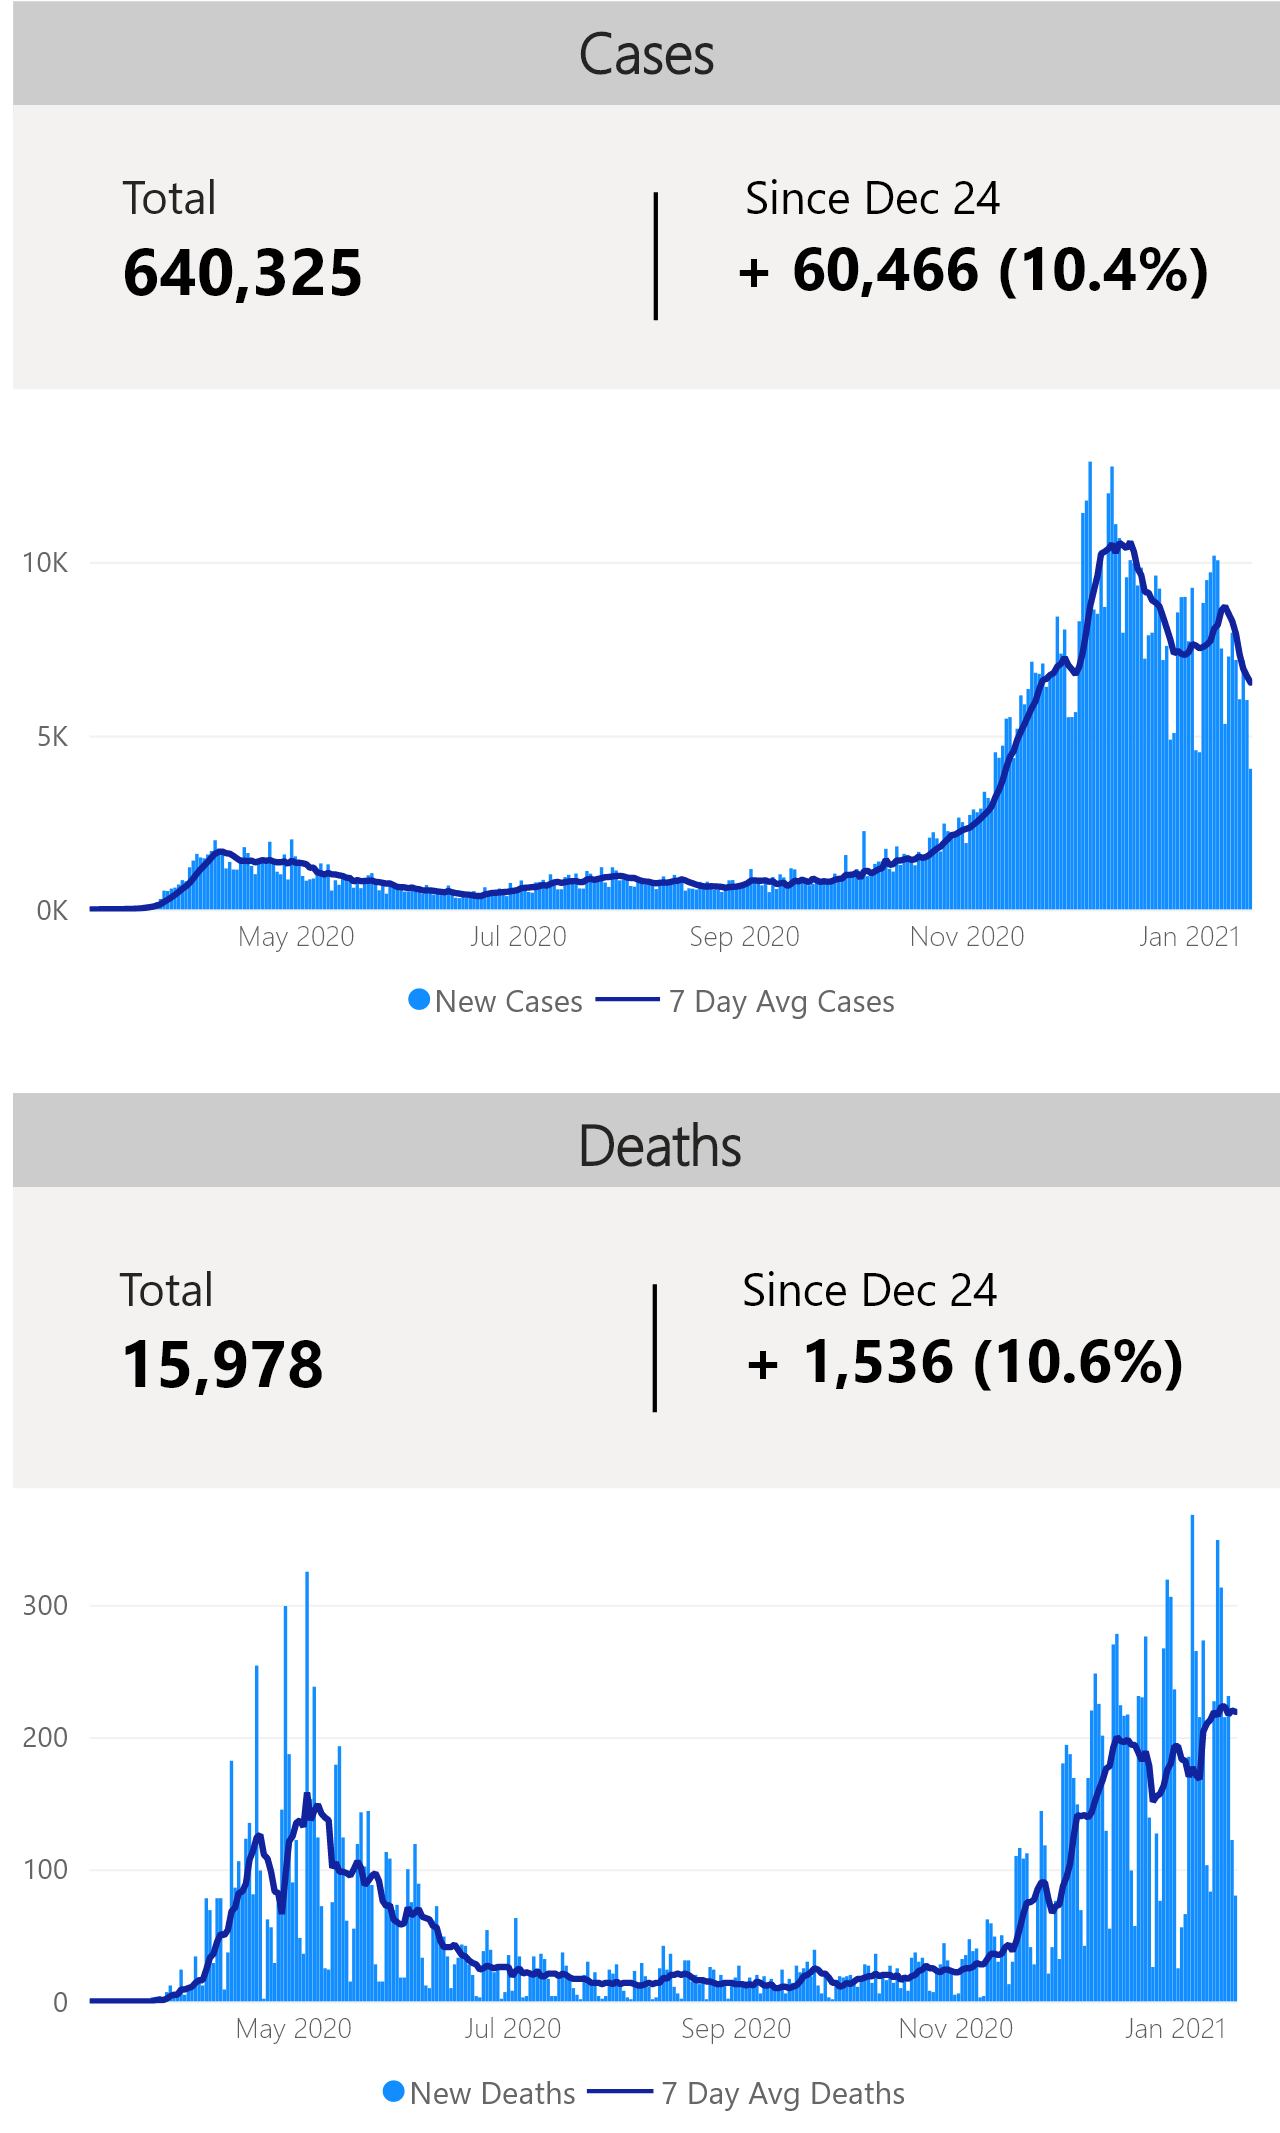 Cases
Total
640,325
Since Dec 24
+ 60,466 (10.4%)
10K
5K
0K
May 2020 Jul 2020 Sep 2020 Nov 2020 Jan 2021
New Cases 7 Day Avg Cases
Deaths
Total
15,978
Since Dec 24
+ 1,536 (10.6%)
300
200
100
0
May 2020 Jul 2020 Sep 2020 Nov 2020 Jan 2021
New Deaths 7 Day Avg Deaths